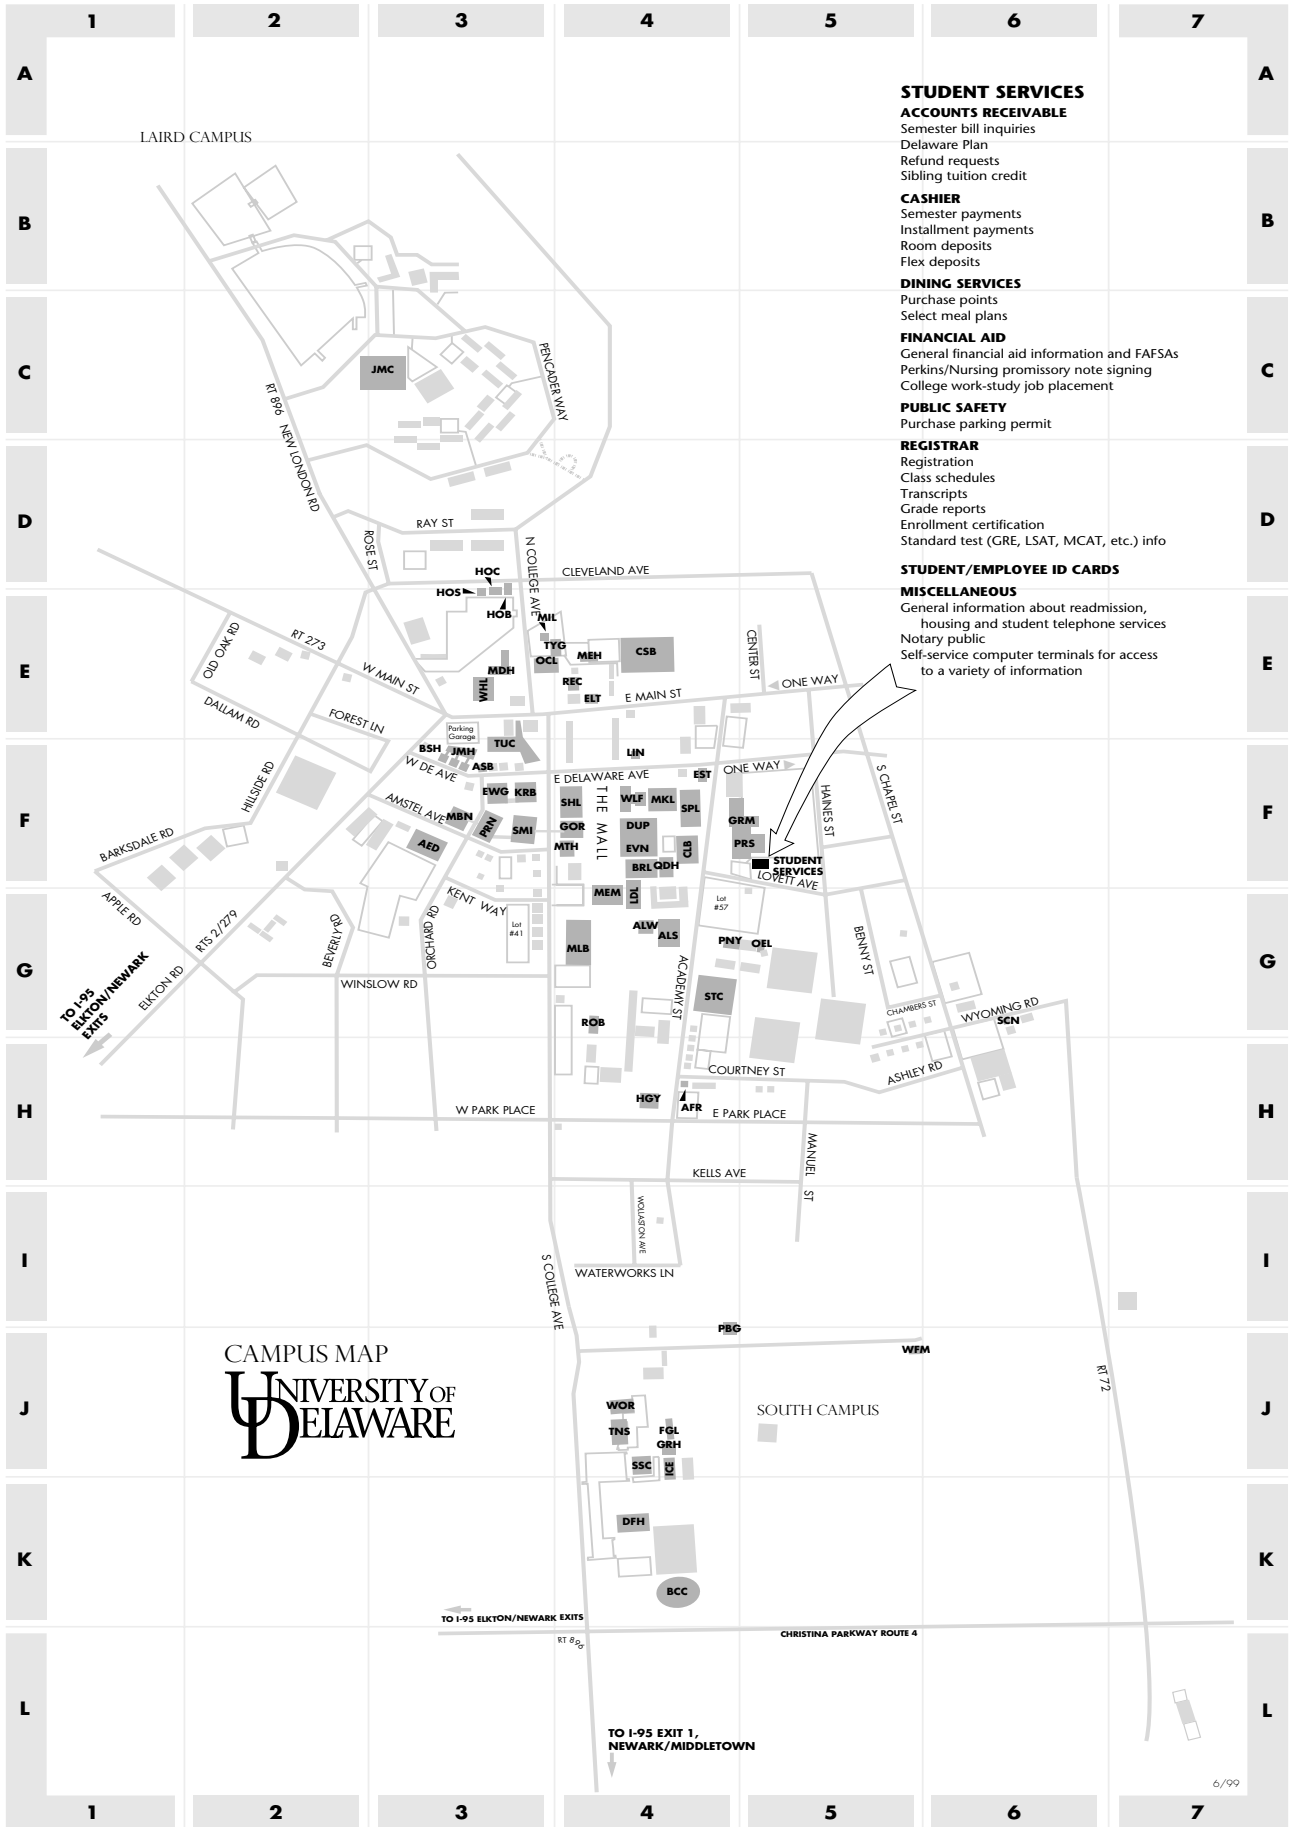 1 2 3 4 5 6 7
A A
STUDENT SERVICES
ACCOUNTS RECEIVABLE
Semester bill inquiries
Delaware Plan
Refund requests
Sibling tuition credit
LAIRD CAMPUS
CASHIER
Semester payments
Installment payments
Room deposits
Flex deposits
B B
DINING SERVICES
Purchase points
Select meal plans
FINANCIAL AID
General financial aid information and FAFSAs
Perkins/Nursing promissory note signing
College work-study job placement
C C
JMC
PENCADER WAY
RT 896
NEW LONDON RD
PUBLIC SAFETY
Purchase parking permit
REGISTRAR
Registration
Class schedules
Transcripts
Grade reports
Enrollment certification
Standard test (GRE, LSAT, MCAT, etc.) info
D D
RAY ST
ROSE ST
N COLLEGE AVE
CLEVELAND AVE
STUDENT/EMPLOYEE ID CARDS
MISCELLANEOUS
General information about readmission,
housing and student telephone services
Notary public
Self-service computer terminals for access
to a variety of information
HOC
HOS
HOB
MIL
TYG
OCL
MEH
CSB
CENTER ST
E E
OLD OAK RD
RT 273
W MAIN ST
MDH
WHL
REC
ELT
E MAIN ST
ONE WAY
DALLAM RD
FOREST LN
Parking
Garage
TUC
BSH
JMH
ASB
LIN
W DE AVE
E DELAWARE AVE
EST
ONE WAY
S CHAPEL ST
HILLSIDE RD
AMSTEL AVE
EWG
KRB
SHL
THE MALL
WLF
MKL
SPL
HAINES ST
F F
MBN
PRN
SMI
GOR
DUP
GRM
BARKSDALE RD
AED
MTH
EVN
CLB
PRS
BRL
QDH
STUDENT
SERVICES
LOVETT AVE
APPLE RD
KENT WAY
MEM
LDL
Lot
#57
RTS 2/279
BEVERLY RD
ORCHARD RD
Lot
#41
ALW
ALS
MLB
PNY
OEL
BENNY ST
G G
TO I-95
ELKTON/NEWARK
EXITS
ELKTON RD
WINSLOW RD
ACADEMY ST
STC
CHAMBERS ST
WYOMING RD
SCN
ROB
COURTNEY ST
ASHLEY RD
HGY
AFR
H H
W PARK PLACE
E PARK PLACE
MANUEL ST
KELLS AVE
WOLLASTON AVE
I I
S COLLEGE AVE
WATERWORKS LN
PBG
WFM
CAMPUS MAP
UNIVERSITY OF
DELAWARE
RT 72
J J
WOR
SOUTH CAMPUS
TNS
FGL
GRH
SSC
ICE
DFH
K K
BCC
TO I-95 ELKTON/NEWARK EXITS
CHRISTINA PARKWAY ROUTE 4
RT 896
L L
TO I-95 EXIT 1,
NEWARK/MIDDLETOWN
6/99
1 2 3 4 5 6 7